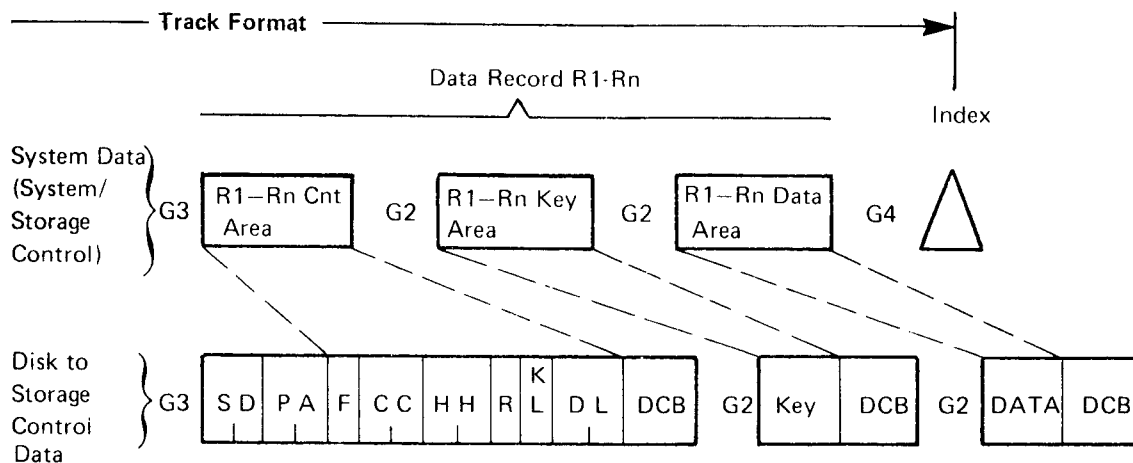 Track Format
Data Record R1-Rn
Index
System Data
(System/
Storage
Control)
G3
R1–Rn Cnt
Area
G2
R1–Rn Key
Area
G2
R1–Rn Data
Area
G4
Disk to
Storage
Control
Data
G3
S D P A F C C H H R K L D L DCB G2 Key DCB G2 DATA DCB